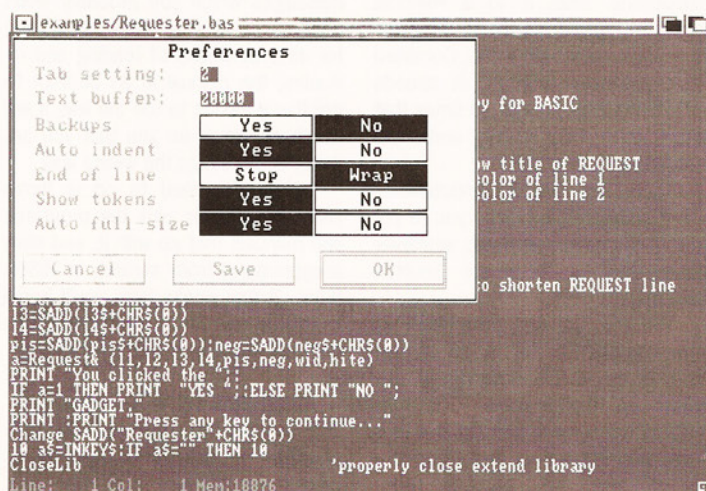 examples/Requester.bas
Preferences
Tab setting: 2
Text buffer: 20000
y for BASIC
Backups Yes No
Auto indent Yes No
w title of REQUEST
End of line Stop Wrap
color of line 1
Show tokens Yes No
color of line 2
Auto full-size Yes No
Cancel Save OK
to shorten REQUEST line
l3=SADD(l3$+CHR$(0))
l4=SADD(l4$+CHR$(0))
pis=SADD(pis$+CHR$(0)):neg=SADD(neg$+CHR$(0))
a=Request& (l1,l2,l3,l4,pis,neg,wid,hite)
PRINT "You clicked the ";
IF a=1 THEN PRINT "YES ";:ELSE PRINT "NO ";
PRINT "GADGET."
PRINT :PRINT "Press any key to continue..."
Change SADD("Requester"+CHR$(0))
10 a$=INKEY$:IF a$="" THEN 10
CloseLib 'properly close extend library
Line: 1 Col: 1 Mem:18876